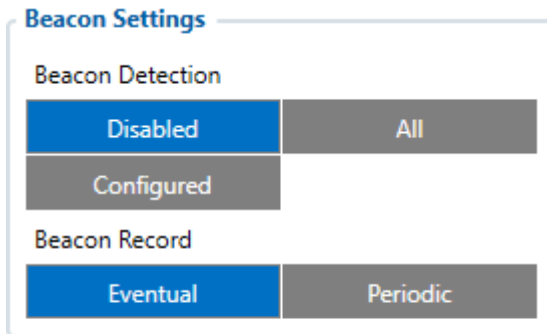 Beacon Settings
Beacon Detection
Disabled All
Configured
Beacon Record
Eventual Periodic